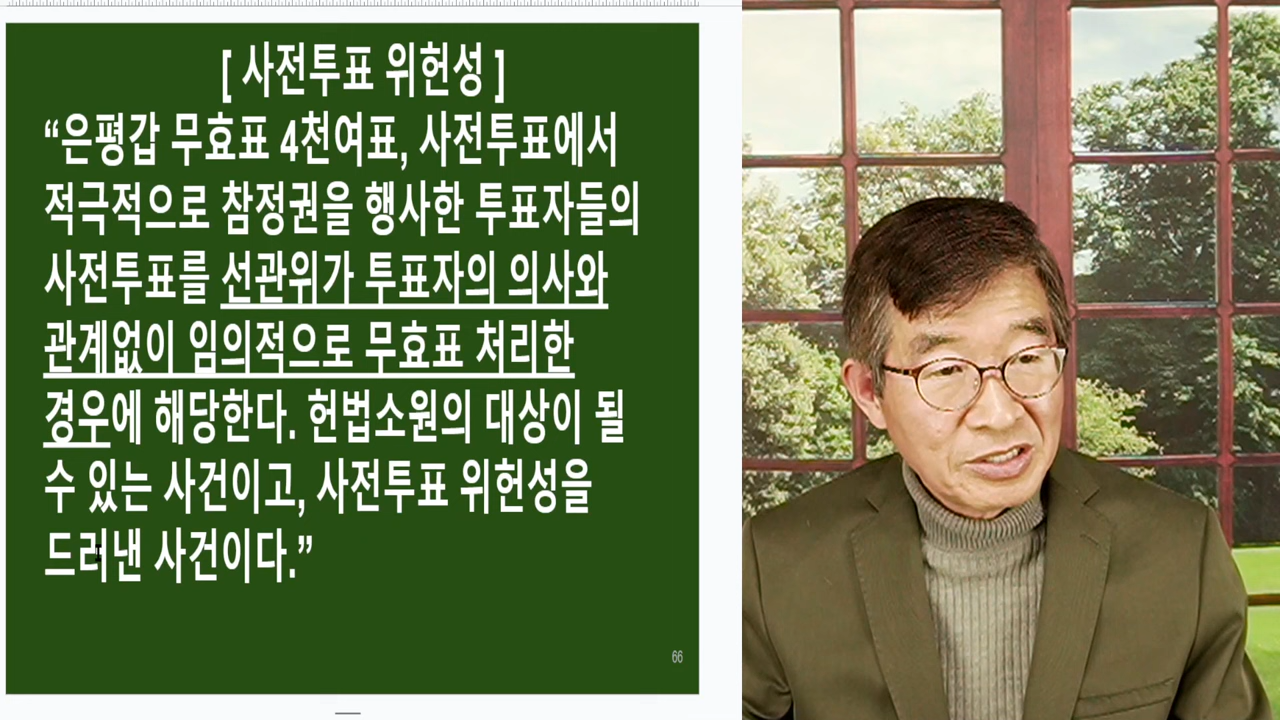 [ 사전투표 위헌성 ]
“은평갑 무효표 4천여표, 사전투표에서
적극적으로 참정권을 행사한 투표자들의
사전투표를 선관위가 투표자의 의사와
관계없이 임의적으로 무효표 처리한
경우에 해당한다. 헌법소원의 대상이 될
수 있는 사건이고, 사전투표 위헌성을
드러낸 사건이다.”
66